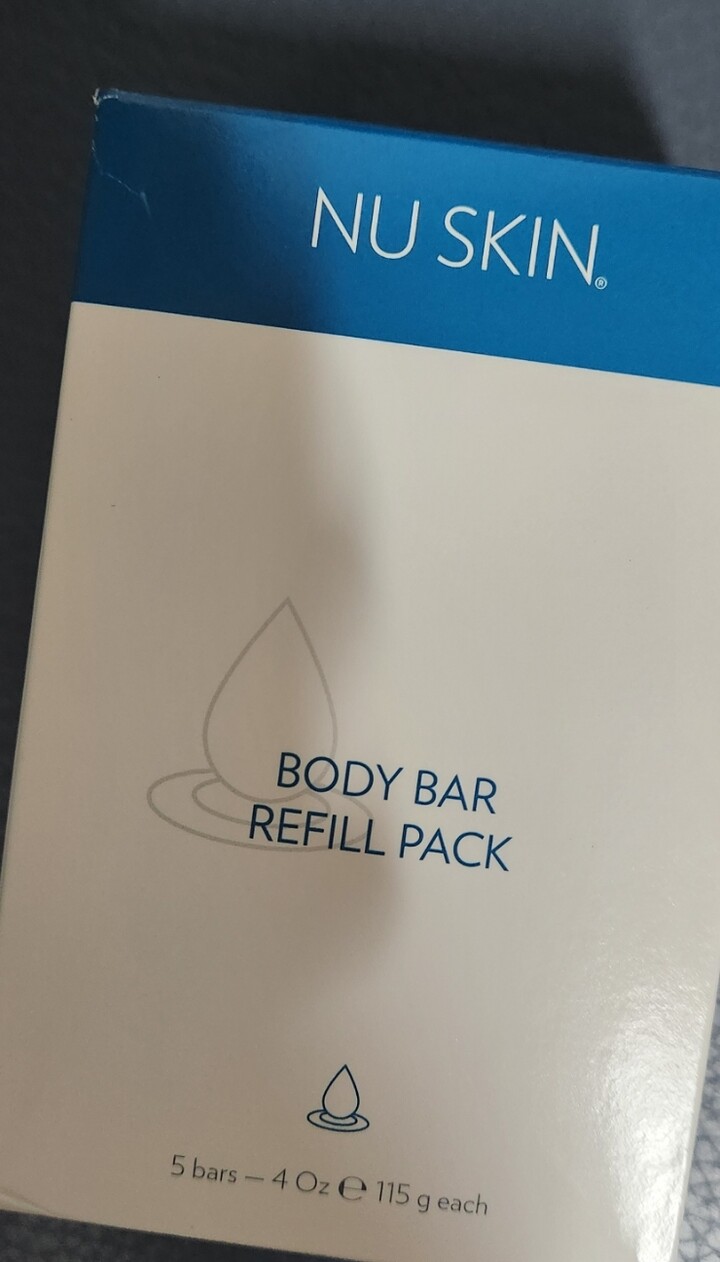 NU SKIN®
BODY BAR
REFILL PACK
5 bars – 4 Oz ℮ 115 g each